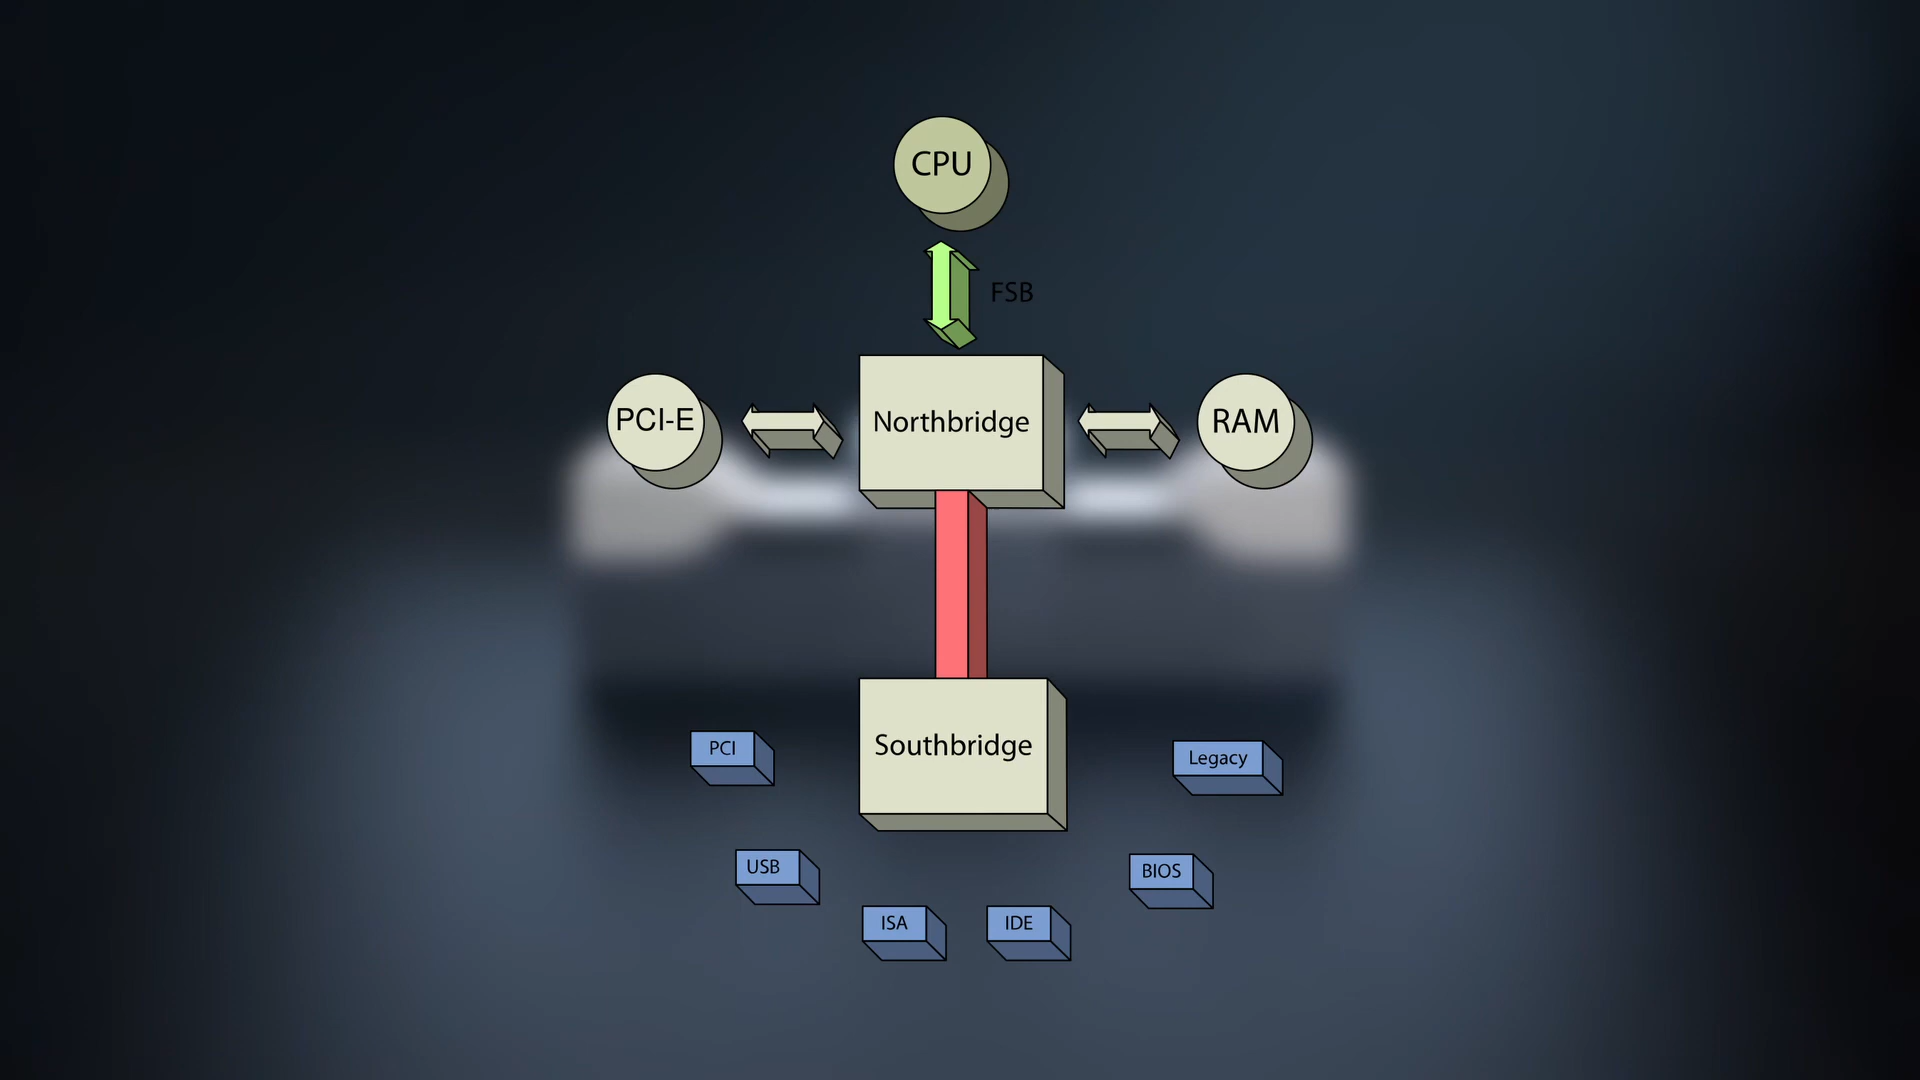 CPU
FSB
PCI-E
Northbridge
RAM
Southbridge
PCI
Legacy
USB
BIOS
ISA
IDE